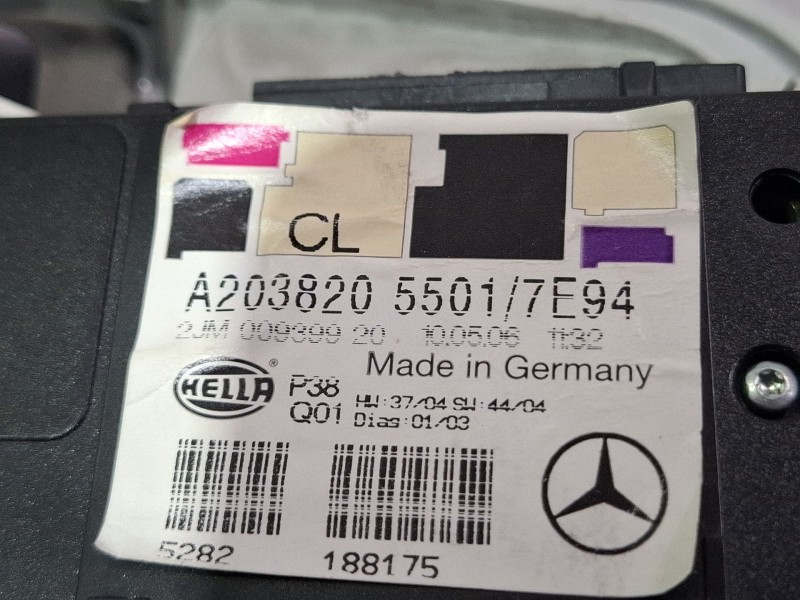 CL
A203820 5501/7E94
2JM 009399 20 10.05.06 11:32
Made in Germany
HELLA ®
P38
Q01
HW:37/04 SW:44/04
Dias:01/03
5282
188175